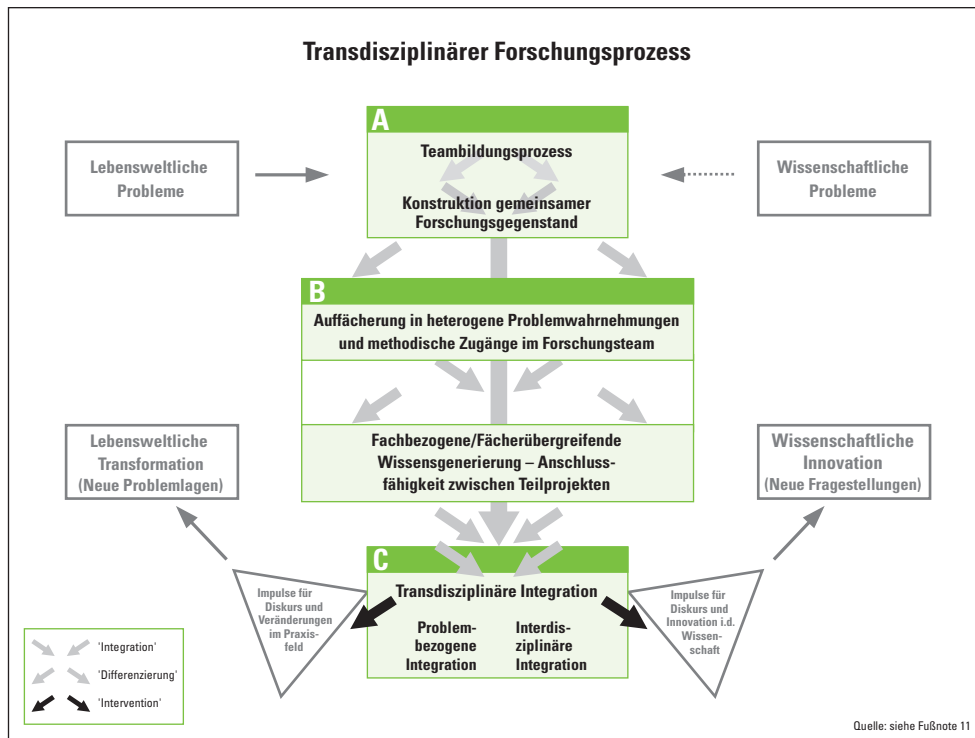 Transdisziplinärer Forschungsprozess
A
Teambildungsprozess
Konstruktion gemeinsamer
Forschungsgegenstand
Lebensweltliche
Probleme
Wissenschaftliche
Probleme
B
Auffächerung in heterogene Problemwahrnehmungen
und methodische Zugänge im Forschungsteam
Fachbezogene/Fächerübergreifende
Wissensgenerierung – Anschluss-
fähigkeit zwischen Teilprojekten
Lebensweltliche
Transformation
(Neue Problemlagen)
Wissenschaftliche
Innovation
(Neue Fragestellungen)
C
Transdisziplinäre Integration
Problem-
bezogene
Integration
Interdis-
ziplinäre
Integration
Impulse für
Diskurs und
Veränderungen
im Praxis-
feld
Impulse für
Diskurs und
Innovation i.d.
Wissen-
schaft
'Integration'
'Differenzierung'
'Intervention'
Quelle: siehe Fußnote 11